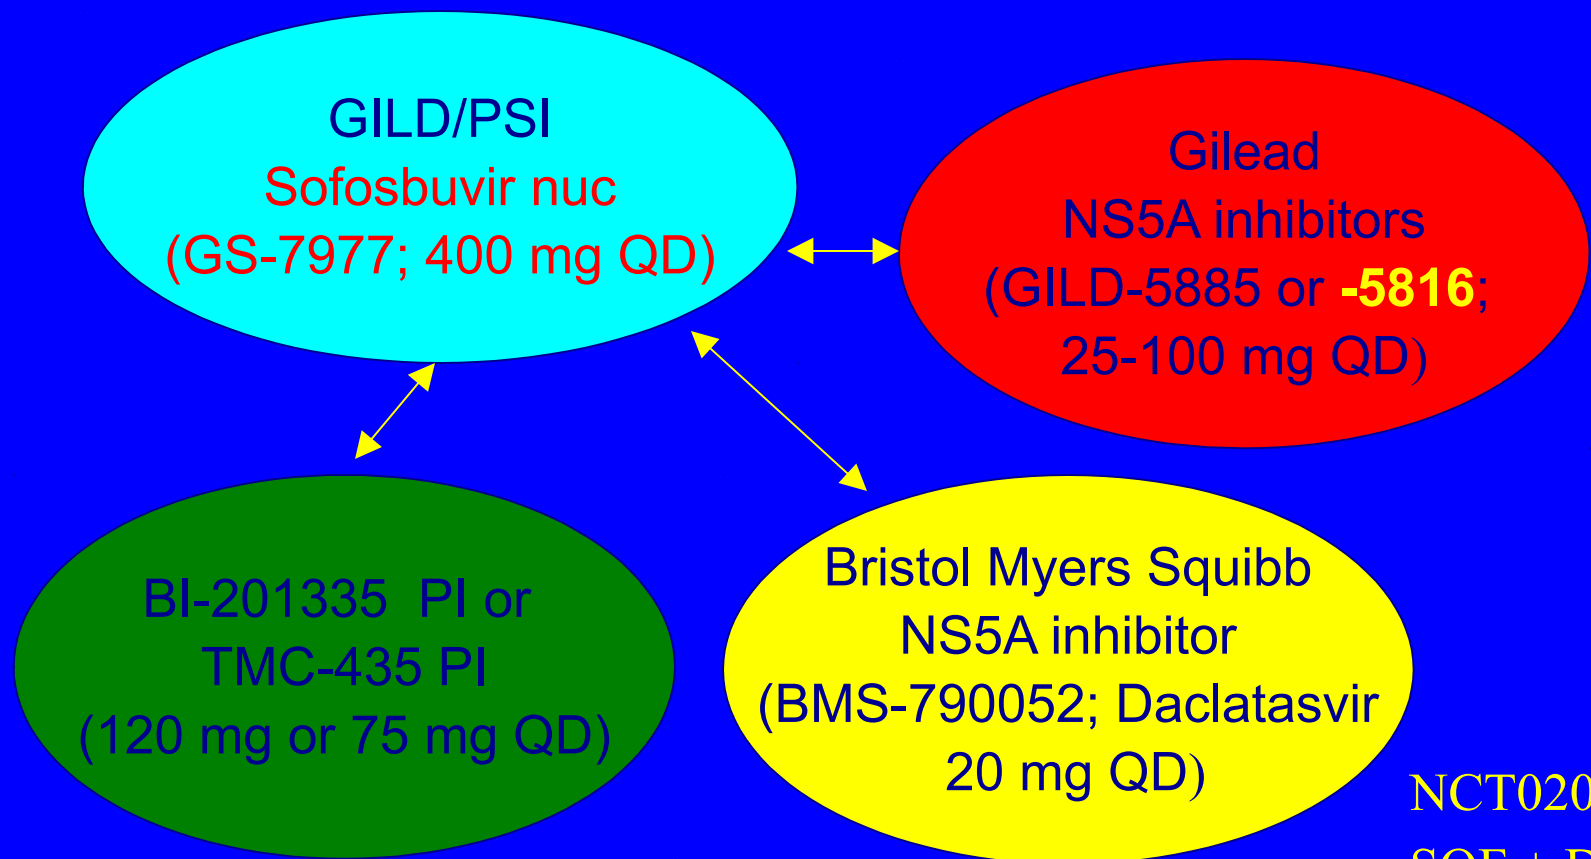 GILD/PSI
Sofosbuvir nuc
(GS-7977; 400 mg QD)
Gilead
NS5A inhibitors
(GILD-5885 or -5816;
25-100 mg QD)
BI-201335 PI or
TMC-435 PI
(120 mg or 75 mg QD)
Bristol Myers Squibb
NS5A inhibitor
(BMS-790052; Daclatasvir
20 mg QD)
NCT020
SOF +